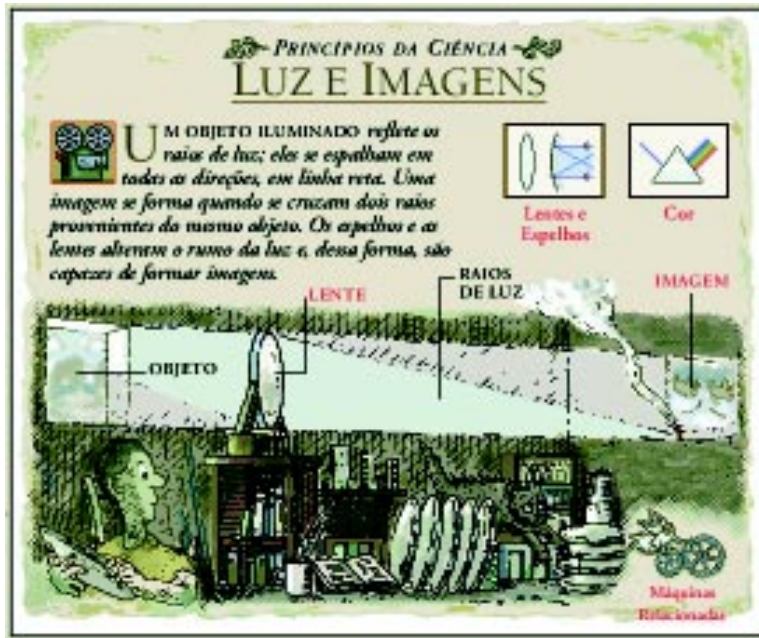 PRINCÍPIOS DA CIÊNCIA
LUZ E IMAGENS
UM OBJETO ILUMINADO reflete os
raios de luz; eles se espalham em
todas as direções, em linha reta. Uma
imagem se forma quando se cruzam dois raios
provenientes do mesmo objeto. Os espelhos e as
lentes alteram o rumo da luz e, dessa forma, são
capazes de formar imagens.
Lentes e
Espelhos
Cor
LENTE
RAIOS
DE LUZ
IMAGEM
OBJETO
Máquinas
Relacionadas